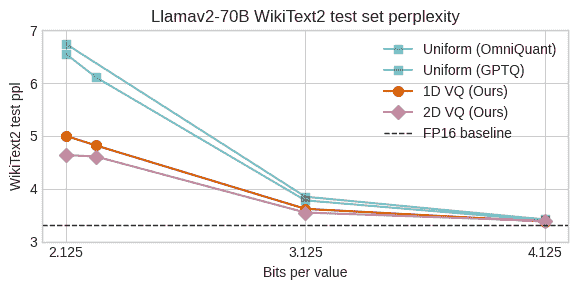 Llamav2-70B WikiText2 test set perplexity
7
6
5
4
3
WikiText2 test ppl
Uniform (OmniQuant)
Uniform (GPTQ)
1D VQ (Ours)
2D VQ (Ours)
FP16 baseline
2.125
3.125
4.125
Bits per value